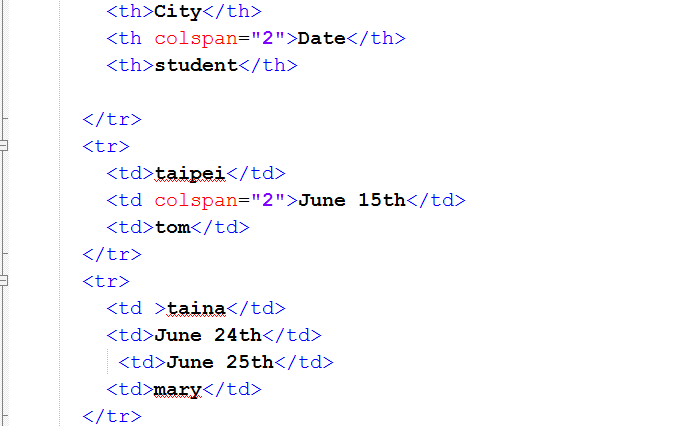 <th>City</th>
<th colspan="2">Date</th>
<th>student</th>
</tr>
<tr>
<td>taipei</td>
<td colspan="2">June 15th</td>
<td>tom</td>
</tr>
<tr>
<td >taina</td>
<td>June 24th</td>
<td>June 25th</td>
<td>mary</td>
</tr>